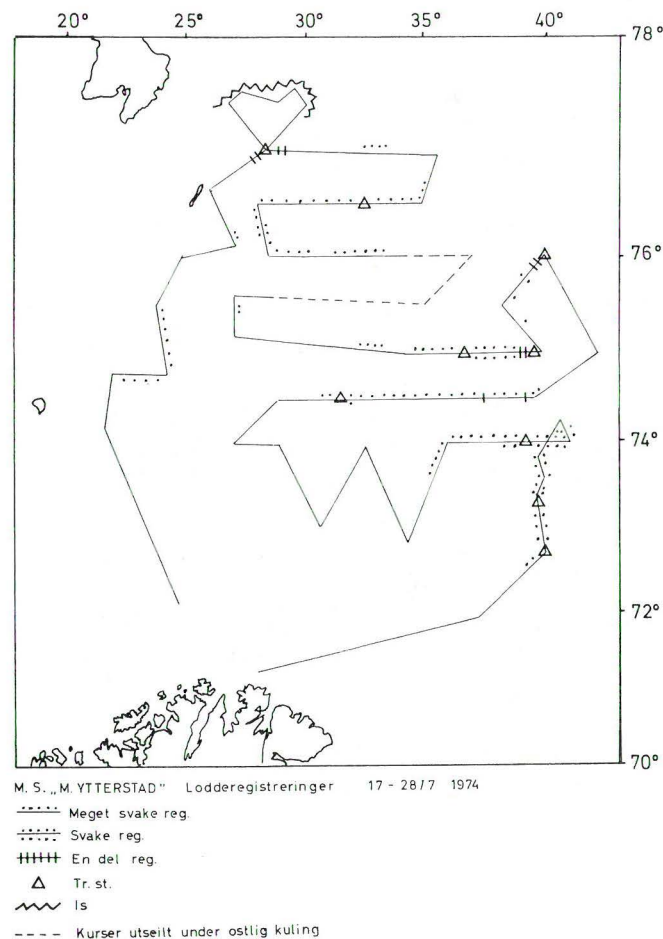 20° 25° 30° 35° 40°
78°
76°
74°
72°
70°
M. S. „M. YTTERSTAD" Lodderegistreringer 17 - 28/7 1974
Meget svake reg.
Svake reg.
En del reg.
Tr. st.
Is
Kurser utseilt under ostlig kuling